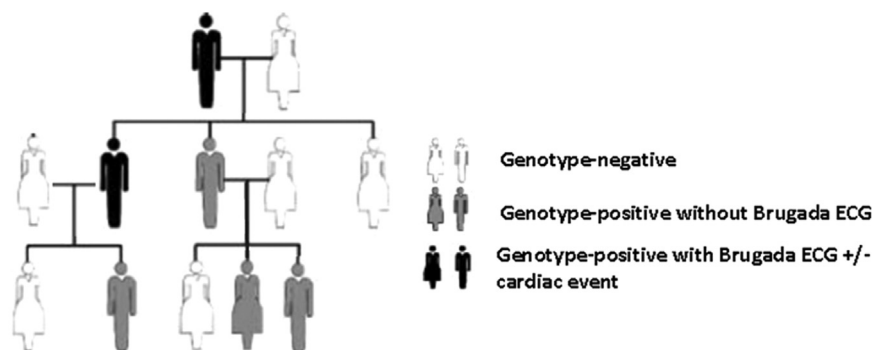 Genotype-negative
Genotype-positive without Brugada ECG
Genotype-positive with Brugada ECG +/-
cardiac event